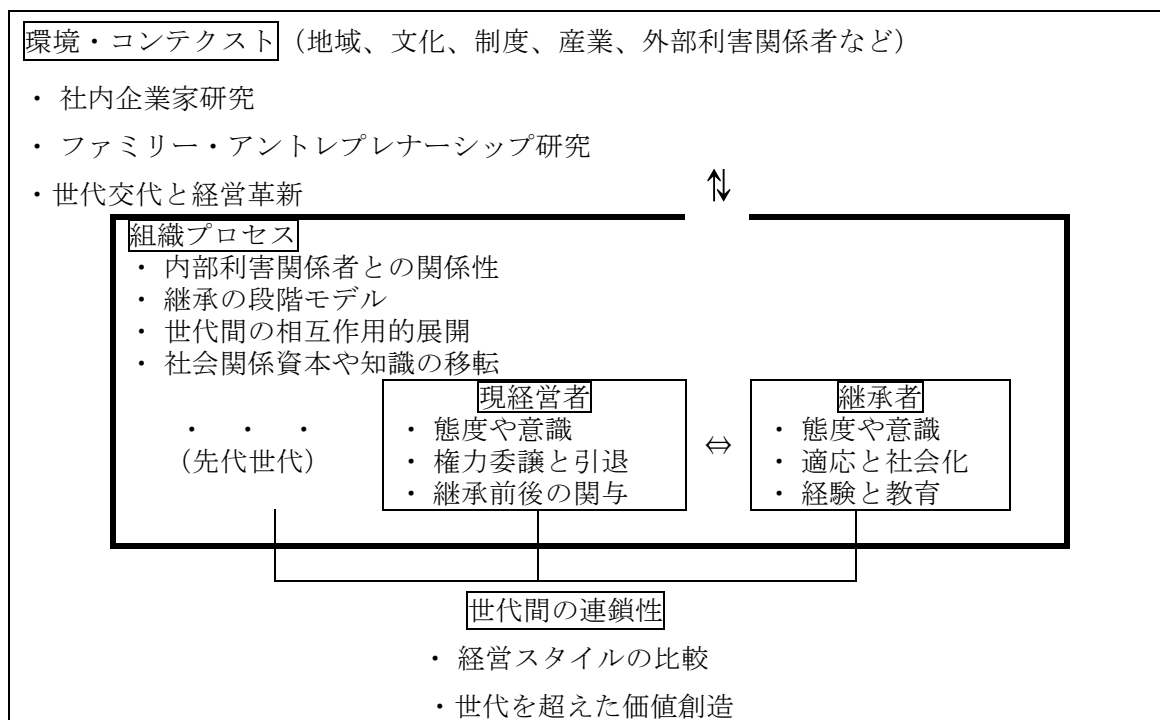 環境・コンテクスト（地域、文化、制度、産業、外部利害関係者など）
・ 社内企業家研究
・ ファミリー・アントレプレナーシップ研究
・世代交代と経営革新
⇅
組織プロセス
・ 内部利害関係者との関係性
・ 継承の段階モデル
・ 世代間の相互作用的展開
・ 社会関係資本や知識の移転
・ ・ ・
（先代世代）
現経営者
・ 態度や意識
・ 権力委譲と引退
・ 継承前後の関与
⇔
継承者
・ 態度や意識
・ 適応と社会化
・ 経験と教育
世代間の連鎖性
・ 経営スタイルの比較
・世代を超えた価値創造